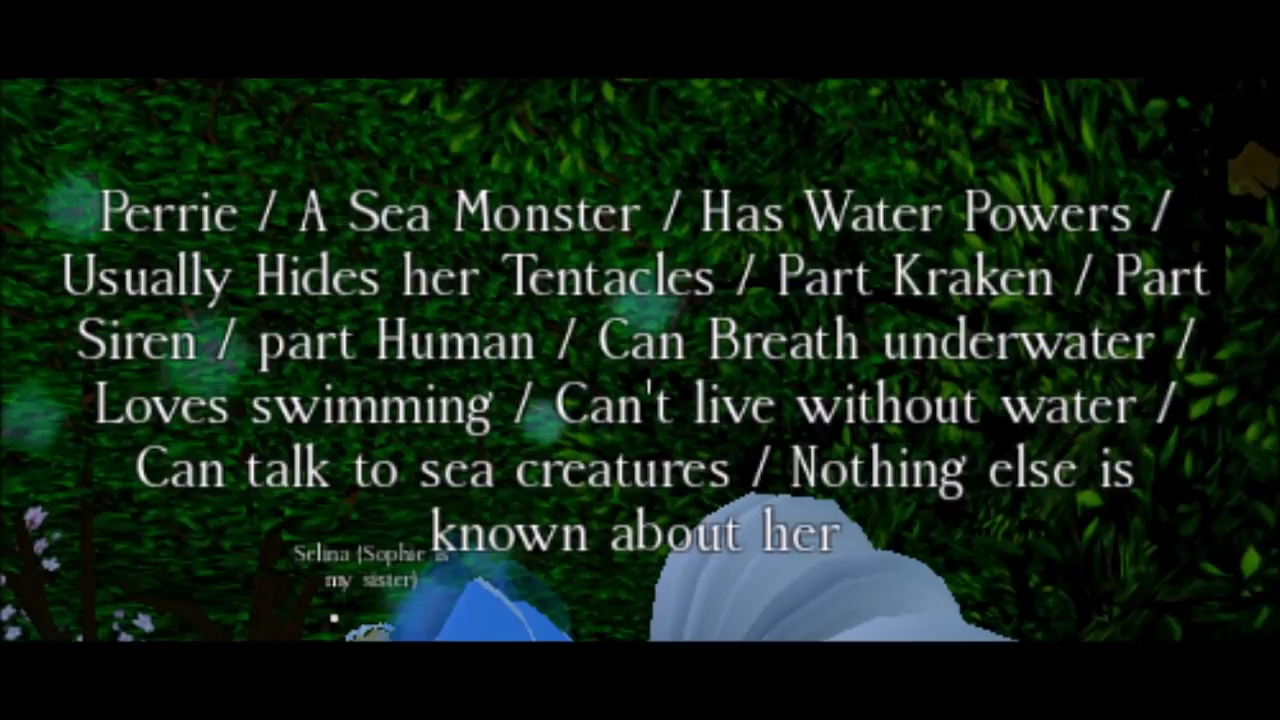 Perrie / A Sea Monster / Has Water Powers /
Usually Hides her Tentacles / Part Kraken / Part
Siren / part Human / Can Breath underwater /
Loves swimming / Can't live without water /
Can talk to sea creatures / Nothing else is
known about her
Selina (Sophie is
my sister)